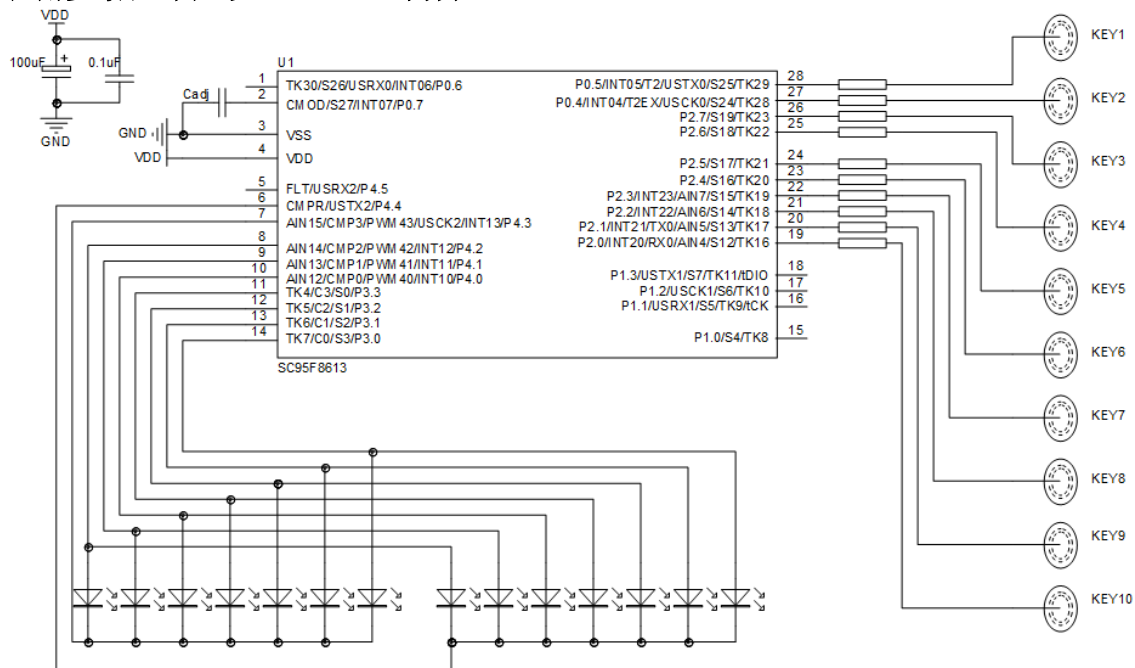 VDD
100uF
+
0.1uF
GND
U1
1 TK30/S26/USRX0/INT06/P0.6
Cadj
2 CMOD/S27/INT07/P0.7
GND 3 VSS
VDD 4 VDD
5 FLT/USRX2/P4.5
6 CMPR/USTX2/P4.4
7 AIN15/CMP3/PWM43/USCK2/INT13/P4.3
8 AIN14/CMP2/PWM42/INT12/P4.2
9 AIN13/CMP1/PWM41/INT11/P4.1
10 AIN12/CMP0/PWM40/INT10/P4.0
11 TK4/C3/S0/P3.3
12 TK5/C2/S1/P3.2
13 TK6/C1/S2/P3.1
14 TK7/C0/S3/P3.0
P0.5/INT05/T2/USTX0/S25/TK29 28
P0.4/INT04/T2EX/USCK0/S24/TK28 27
P2.7/S19/TK23 26
P2.6/S18/TK22 25
P2.5/S17/TK21 24
P2.4/S16/TK20 23
P2.3/INT23/AIN7/S15/TK19 22
P2.2/INT22/AIN6/S14/TK18 21
P2.1/INT21/TX0/AIN5/S13/TK17 20
P2.0/INT20/RX0/AIN4/S12/TK16 19
P1.3/USTX1/S7/TK11/tDIO 18
P1.2/USCK1/S6/TK10 17
P1.1/USRX1/S5/TK9/tCK 16
P1.0/S4/TK8 15
SC95F8613
KEY1
KEY2
KEY3
KEY4
KEY5
KEY6
KEY7
KEY8
KEY9
KEY10